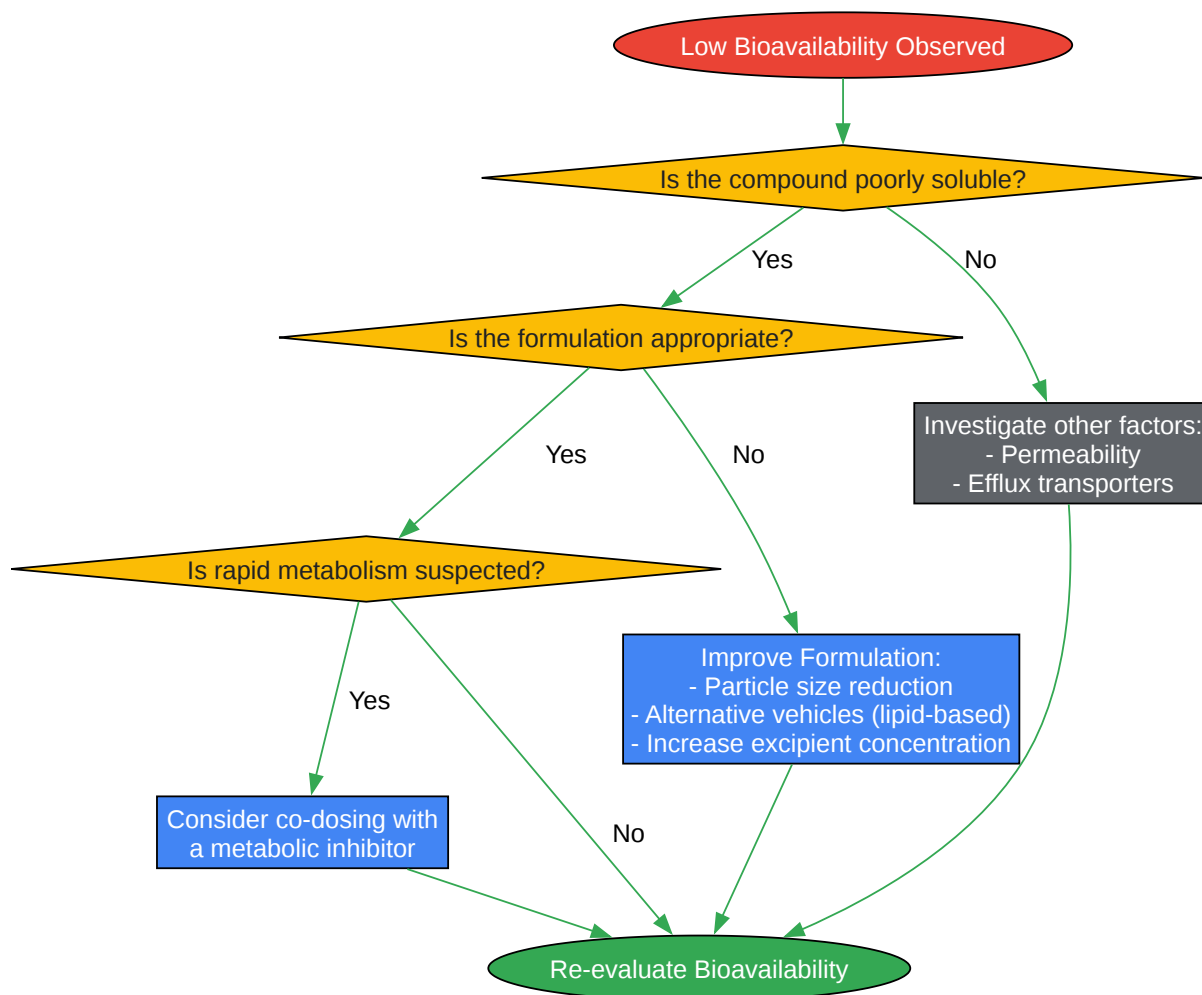 Low Bioavailability Observed
Is the compound poorly soluble?
Yes
No
Is the formulation appropriate?
Investigate other factors:
- Permeability
- Efflux transporters
Yes
No
Is rapid metabolism suspected?
Improve Formulation:
- Particle size reduction
- Alternative vehicles (lipid-based)
- Increase excipient concentration
Yes
No
Consider co-dosing with
a metabolic inhibitor
Re-evaluate Bioavailability